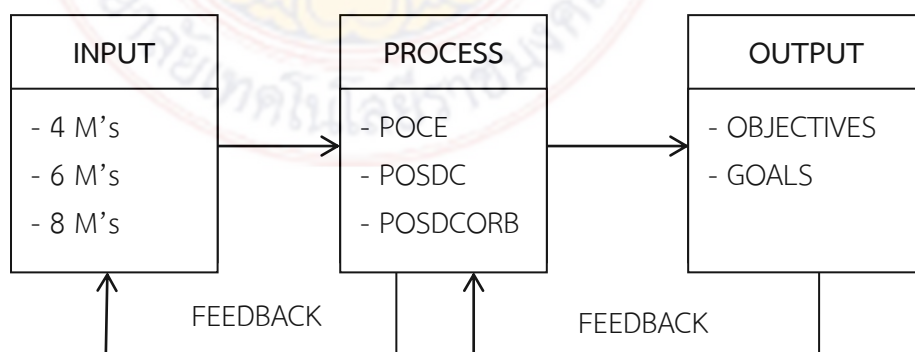 INPUT
- 4 M's
- 6 M's
- 8 M's
PROCESS
- POCE
- POSDC
- POSDCORB
OUTPUT
- OBJECTIVES
- GOALS
FEEDBACK
FEEDBACK